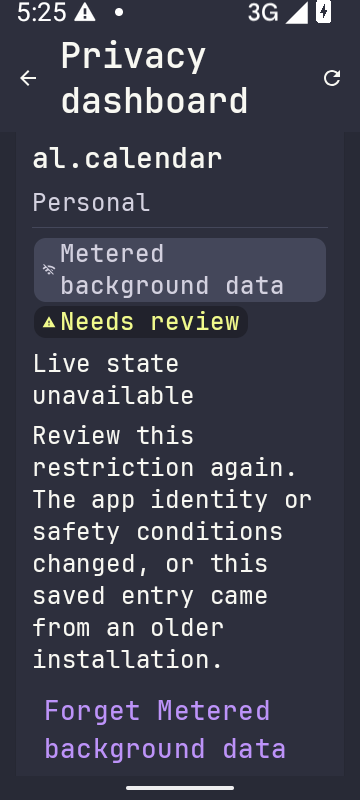 5:25
3G
Privacy
dashboard
al.calendar
Personal
Metered
background data
Needs review
Live state
unavailable
Review this
restriction again.
The app identity or
safety conditions
changed, or this
saved entry came
from an older
installation.
Forget Metered
background data